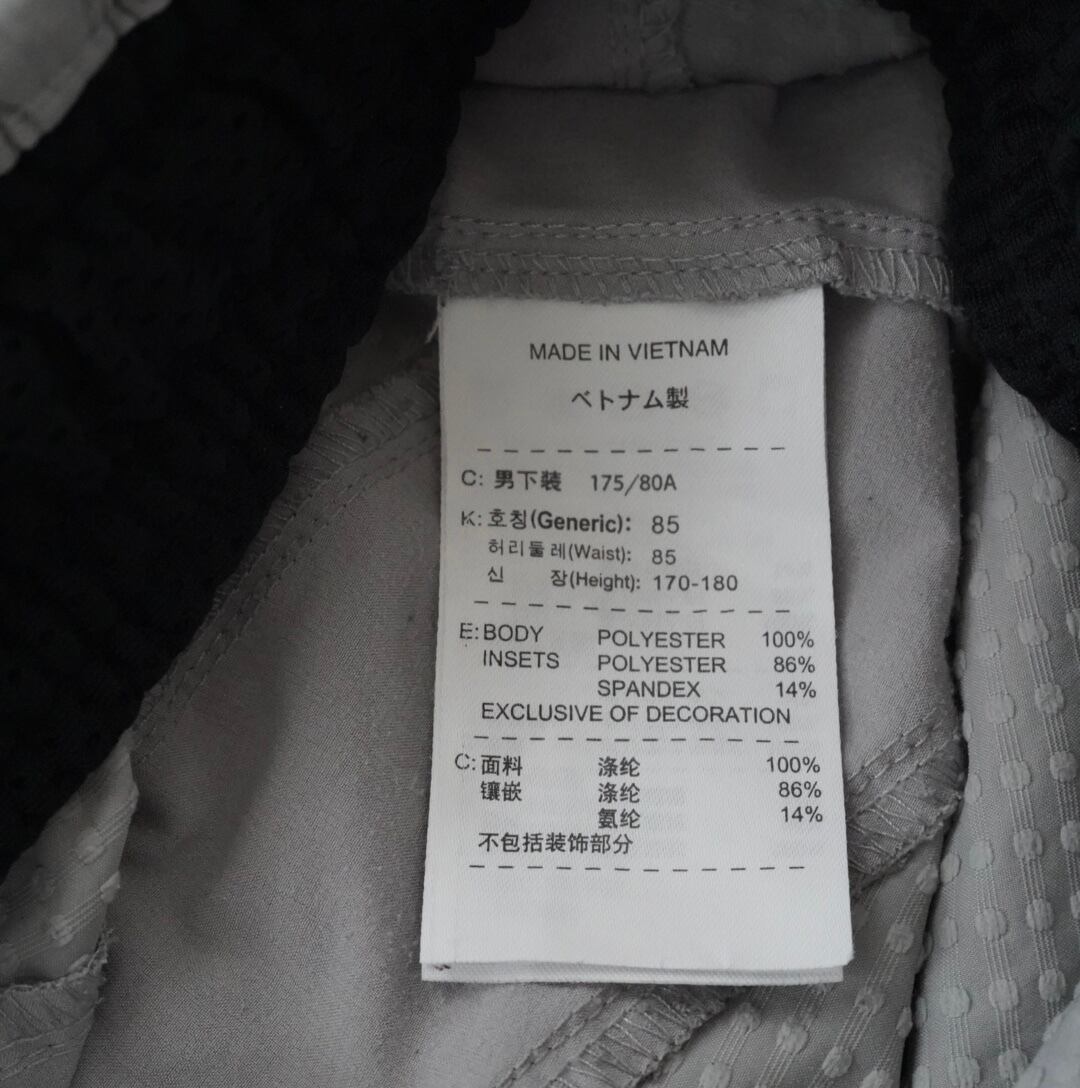 MADE IN VIETNAM
ベトナム製
C: 男下装 175/80A
K: 호칭(Generic): 85
허리둘레(Waist): 85
신 장(Height): 170-180
E: BODY POLYESTER 100%
INSETS POLYESTER 86%
SPANDEX 14%
EXCLUSIVE OF DECORATION
C: 面料 涤纶 100%
镶嵌 涤纶 86%
氨纶 14%
不包括装饰部分